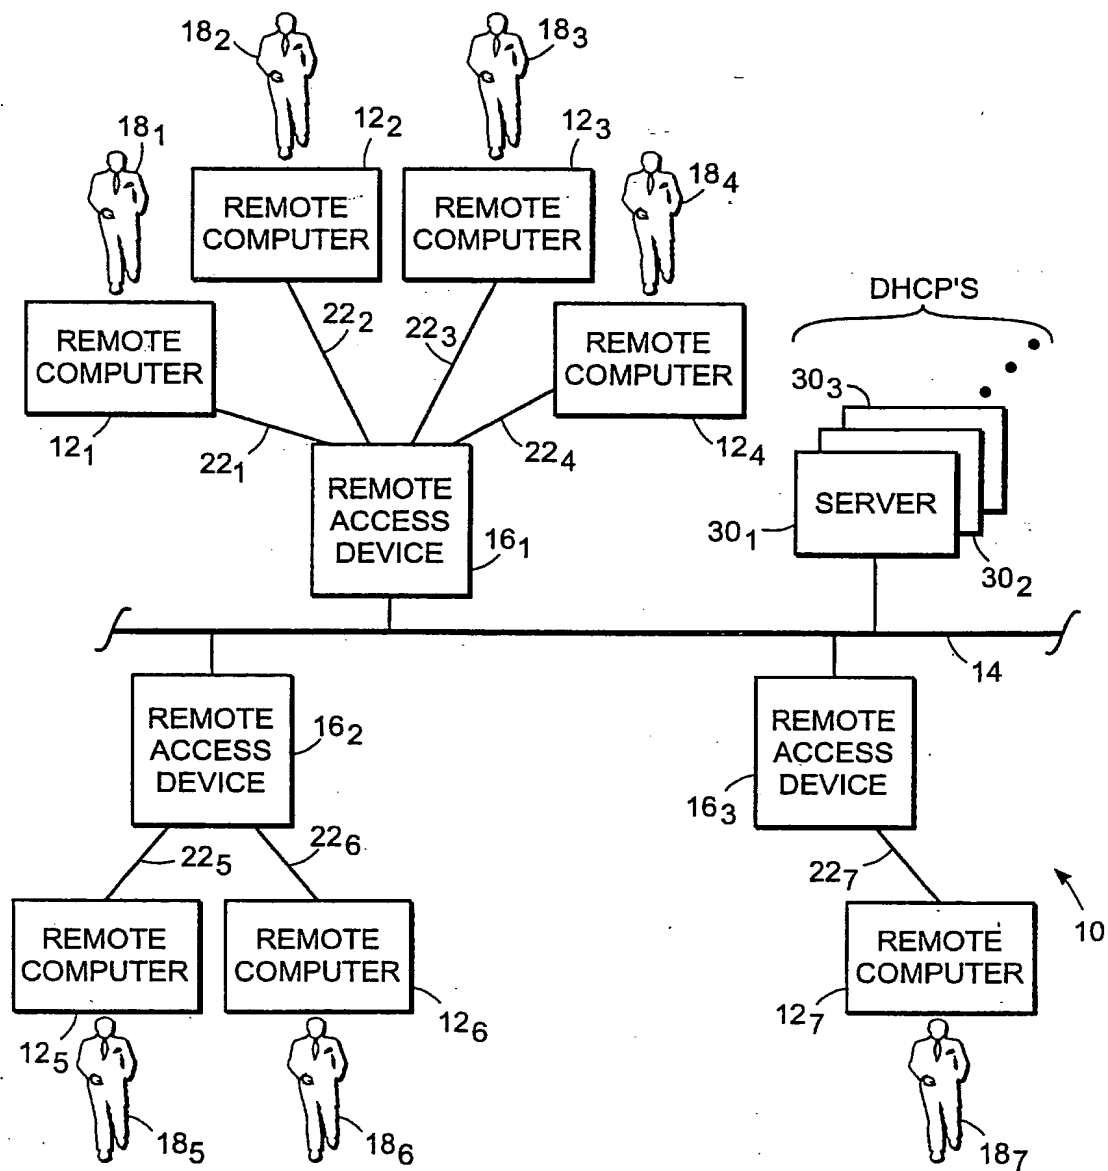 18₂
18₃
18₁
12₂
12₃
18₄
REMOTE
COMPUTER
REMOTE
COMPUTER
DHCP'S
22₂
22₃
REMOTE
COMPUTER
REMOTE
COMPUTER
30₃
12₁
22₁
22₄
12₄
REMOTE
ACCESS
DEVICE
SERVER
16₁
30₁
30₂
14
REMOTE
ACCESS
DEVICE
16₂
REMOTE
ACCESS
DEVICE
16₃
22₅
22₆
22₇
10
REMOTE
COMPUTER
REMOTE
COMPUTER
REMOTE
COMPUTER
12₅
12₆
12₇
18₅
18₆
18₇